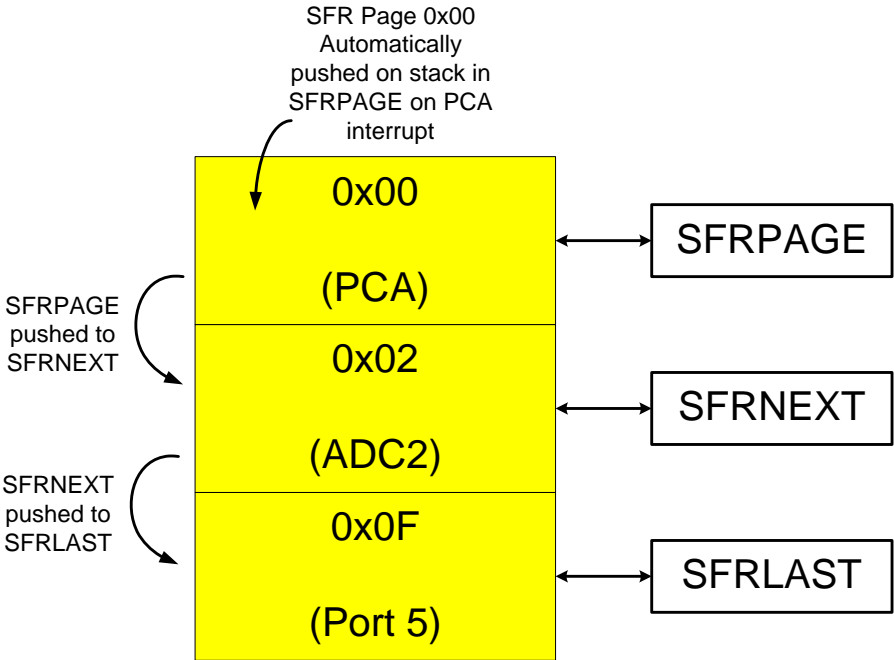 SFR Page 0x00
Automatically
pushed on stack in
SFRPAGE on PCA
interrupt
0x00
(PCA)
SFRPAGE
SFRPAGE
pushed to
SFRNEXT
0x02
(ADC2)
SFRNEXT
SFRNEXT
pushed to
SFRLAST
0x0F
(Port 5)
SFRLAST